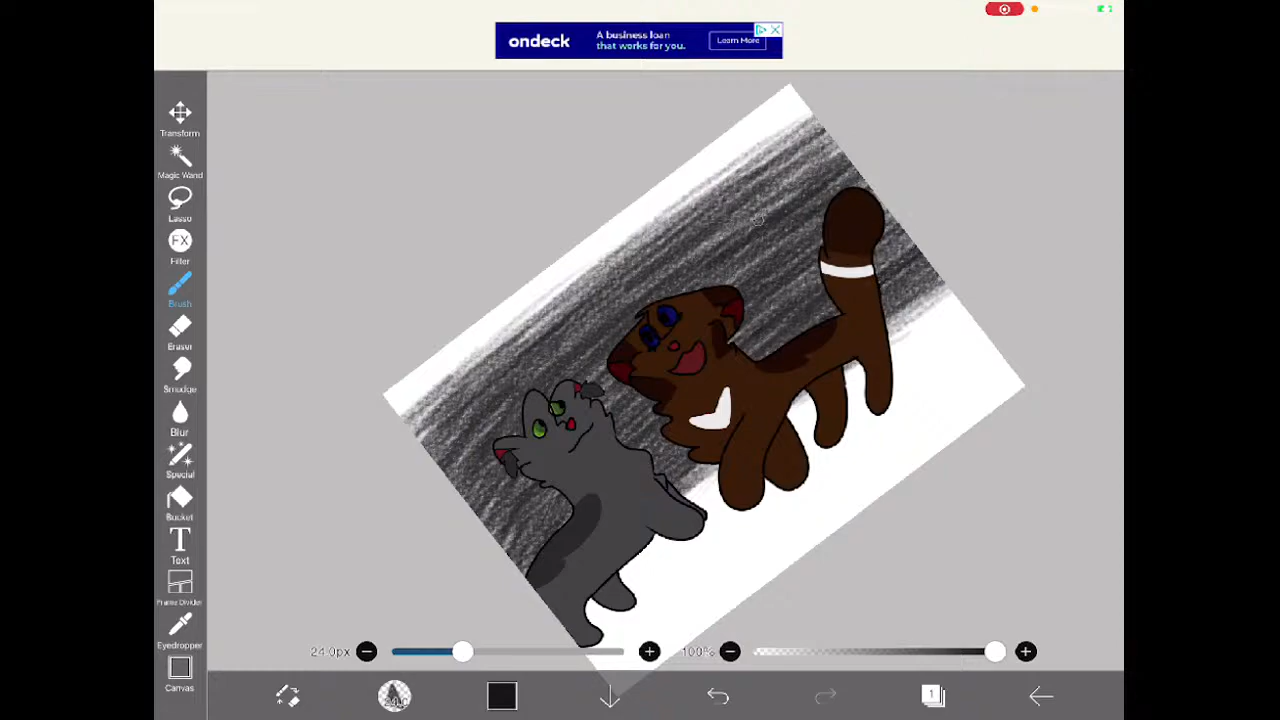 ondeck
A business loan
that works for you.
Learn More
Transform
Magic Wand
Lasso
FX
Filter
Brush
Eraser
Smudge
Blur
Special
Bucket
T
Text
Frame Divider
Eyedropper
Canvas
24.0px
100%
1